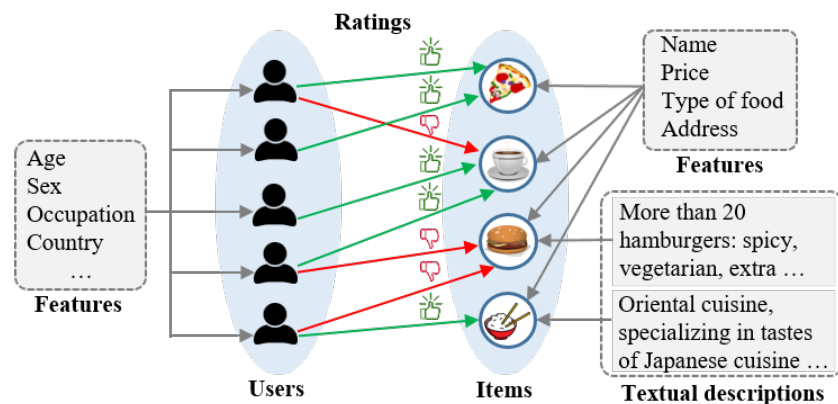 Ratings
Age
Sex
Occupation
Country
…
Features
Users
Items
Name
Price
Type of food
Address
Features
More than 20
hamburgers: spicy,
vegetarian, extra …
Oriental cuisine,
specializing in tastes
of Japanese cuisine …
Textual descriptions